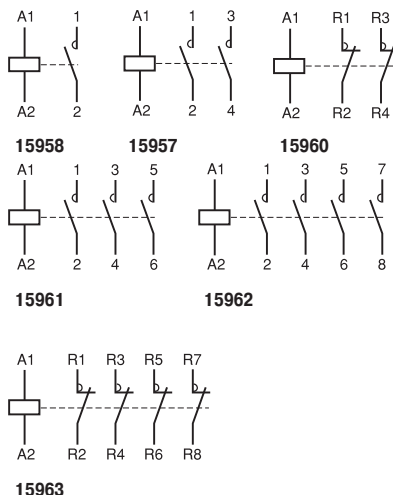 A1 1 A1 1 3 A1 R1 R3
A2 2 A2 2 4 A2 R2 R4
15958 15957 15960
A1 1 3 5 A1 1 3 5 7
A2 2 4 6 A2 2 4 6 8
15961 15962
A1 R1 R3 R5 R7
A2 R2 R4 R6 R8
15963